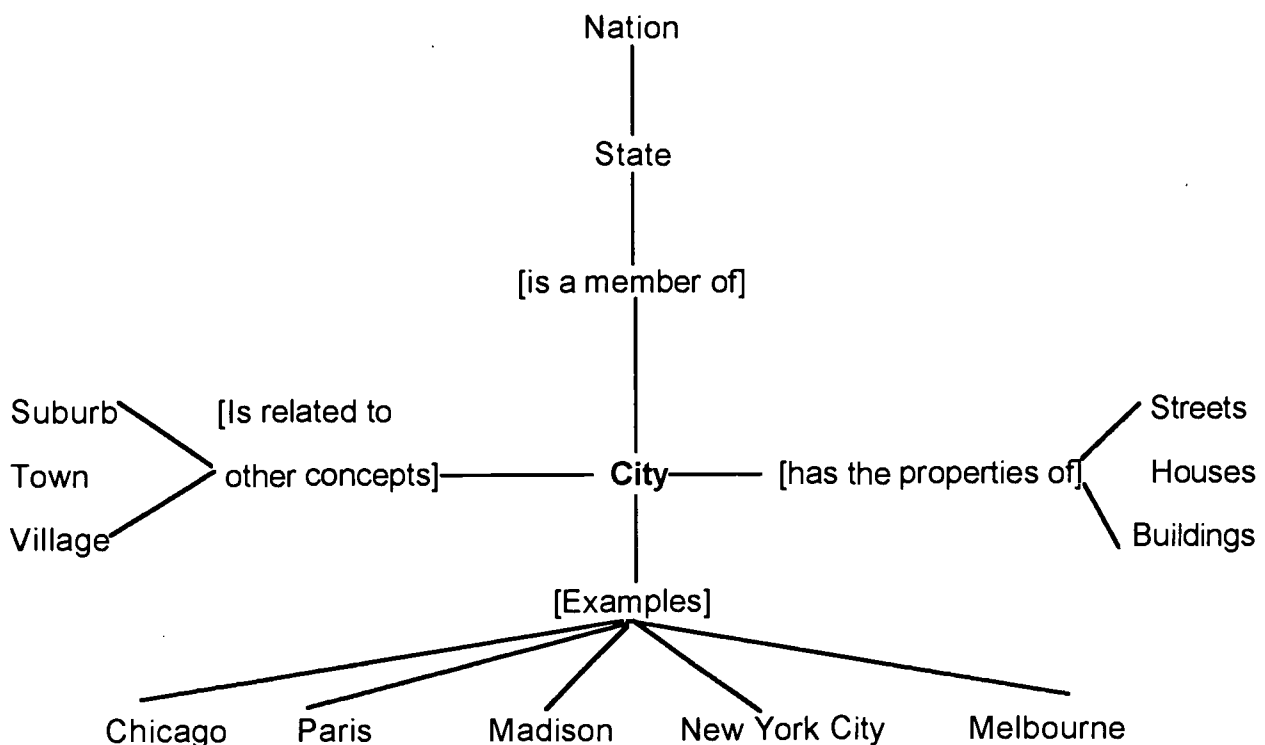 Nation
State
[is a member of]
Suburb [Is related to Streets
Town other concepts] City [has the properties of] Houses
Village Buildings
[Examples]
Chicago Paris Madison New York City Melbourne